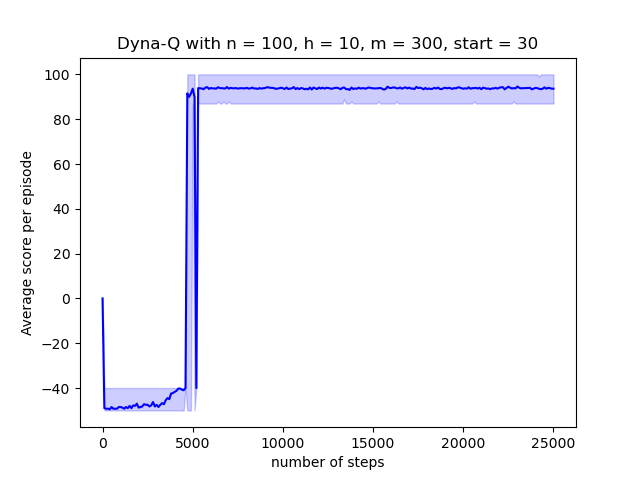 Dyna-Q with n = 100, h = 10, m = 300, start = 30
100
80
60
40
20
0
−20
−40
Average score per episode
0 5000 10000 15000 20000 25000
number of steps